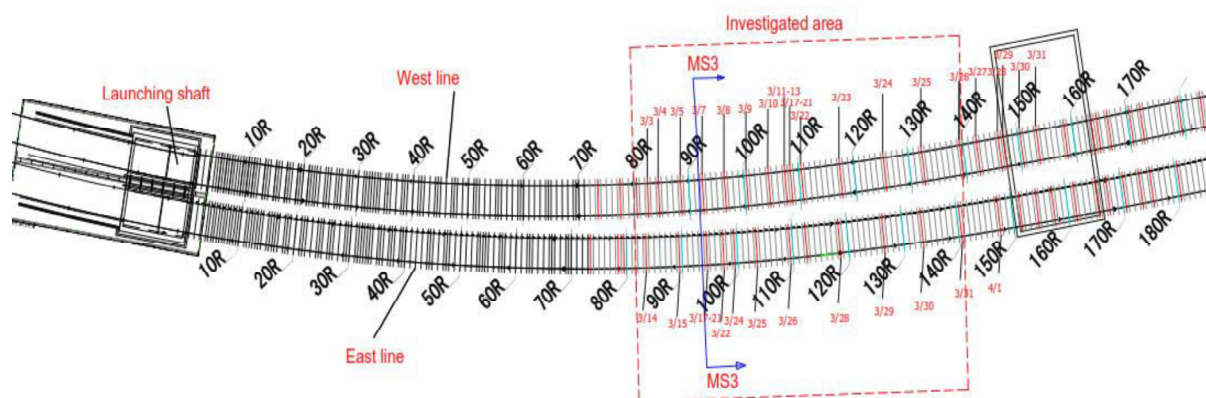 Investigated area
MS3
West line
Launching shaft
3/3
3/4
3/5
3/7
3/8
3/9
3/10
3/11-13
3/17-21
3/22
3/23
3/24
3/25
3/26
3/27
3/28
3/29
3/30
3/31
10R
20R
30R
40R
50R
60R
70R
80R
90R
100R
110R
120R
130R
140R
150R
160R
170R
10R
20R
30R
40R
50R
60R
70R
80R
90R
100R
110R
120R
130R
140R
150R
160R
170R
180R
3/14
3/15
3/17-21
3/22
3/24
3/25
3/26
3/28
3/29
3/30
3/31
4/1
East line
MS3